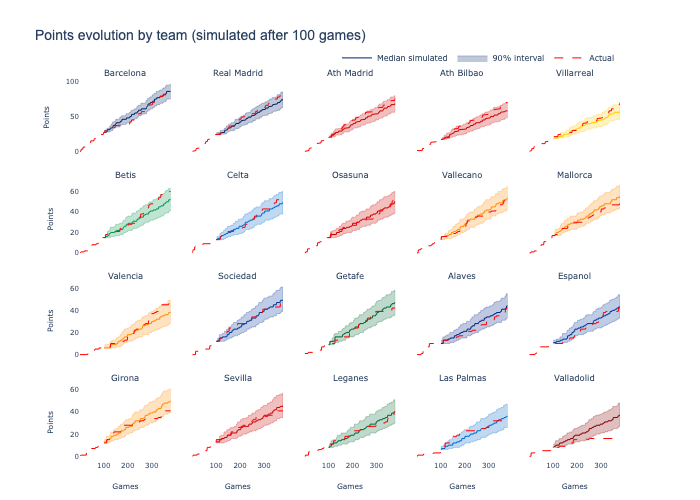 Points evolution by team (simulated after 100 games)
Median simulated 90% interval Actual
Barcelona Real Madrid Ath Madrid Ath Bilbao Villarreal
100
50
0
Points
Betis Celta Osasuna Vallecano Mallorca
60
40
20
0
Points
Valencia Sociedad Getafe Alaves Espanol
60
40
20
0
Points
Girona Sevilla Leganes Las Palmas Valladolid
60
40
20
0
Points
100 200 300 100 200 300 100 200 300 100 200 300 100 200 300
Games Games Games Games Games